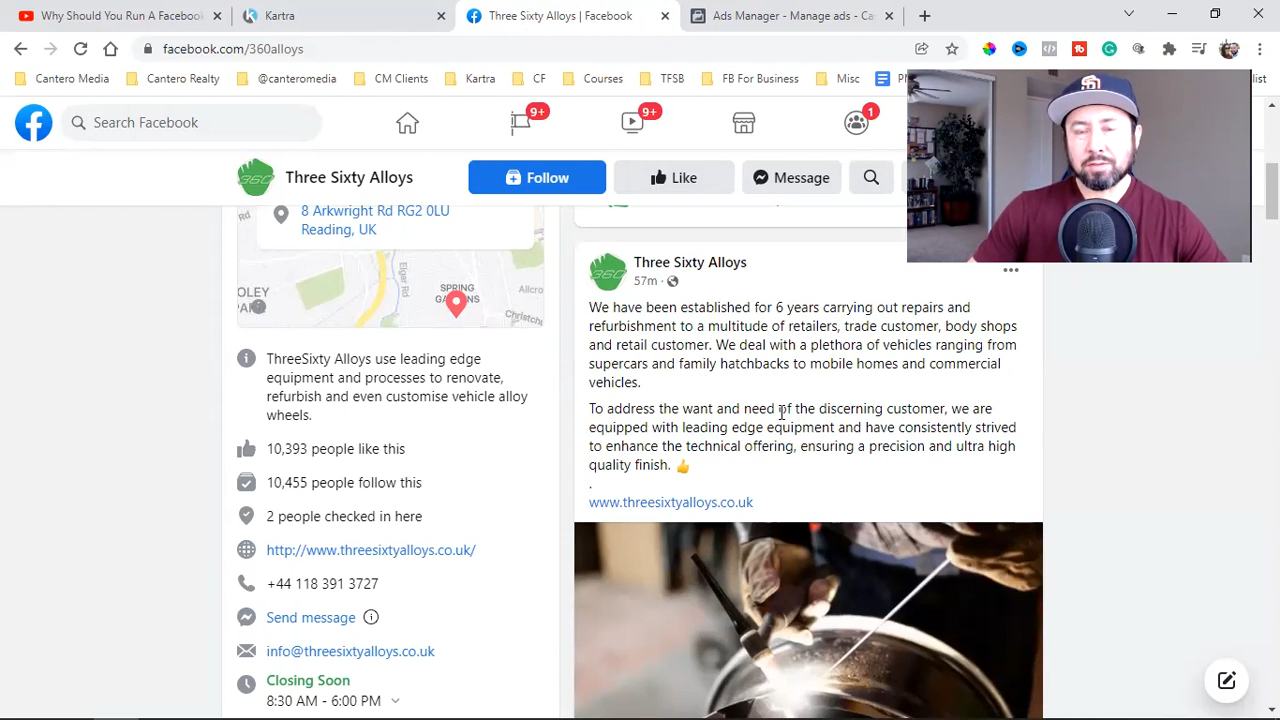 Why Should You Run A Facebook
Kartra
Three Sixty Alloys | Facebook
Ads Manager - Manage ads - Ca
facebook.com/360alloys
Cantero Media
Cantero Realty
@canteromedia
CM Clients
Kartra
CF
Courses
TFSB
FB For Business
Misc
list
Search Facebook
9+
9+
1
Three Sixty Alloys
Follow
Like
Message
8 Arkwright Rd RG2 0LU
Reading, UK
SPRING
GARDENS
ThreeSixty Alloys use leading edge
equipment and processes to renovate,
refurbish and even customise vehicle alloy
wheels.
10,393 people like this
10,455 people follow this
2 people checked in here
http://www.threesixtyalloys.co.uk/
+44 118 391 3727
Send message
info@threesixtyalloys.co.uk
Closing Soon
8:30 AM - 6:00 PM
Three Sixty Alloys
57m ·
We have been established for 6 years carrying out repairs and
refurbishment to a multitude of retailers, trade customer, body shops
and retail customer. We deal with a plethora of vehicles ranging from
supercars and family hatchbacks to mobile homes and commercial
vehicles.
To address the want and need of the discerning customer, we are
equipped with leading edge equipment and have consistently strived
to enhance the technical offering, ensuring a precision and ultra high
quality finish. 👍
.
www.threesixtyalloys.co.uk